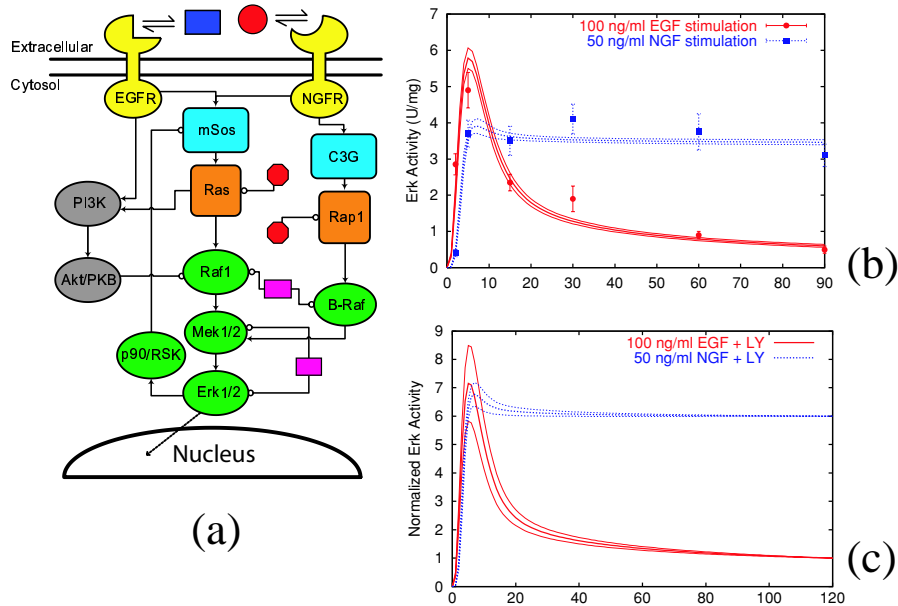 Extracellular
Cytosol
EGFR
NGFR
mSos
C3G
Ras
Rap1
PI3K
Akt/PKB
Raf1
B-Raf
Mek1/2
p90/RSK
Erk1/2
Nucleus
(a)
100 ng/ml EGF stimulation
50 ng/ml NGF stimulation
Erk Activity (U/mg)
7
6
5
4
3
2
1
0
0 10 20 30 40 50 60 70 80 90
(b)
100 ng/ml EGF + LY
50 ng/ml NGF + LY
Normalized Erk Activity
9
8
7
6
5
4
3
2
1
0
0 20 40 60 80 100 120
(c)